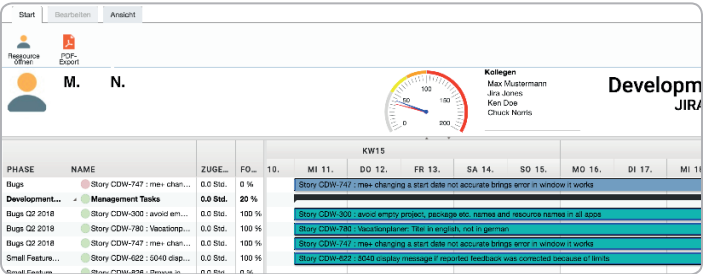 Start Bearbeiten Ansicht
Ressource öffnen
PDF-Export
M. N.
0 50 100 150 200
Kollegen
Max Mustermann
Jira Jones
Ken Doe
Chuck Norris
Developm
JIRA
KW15
PHASE NAME ZUGE... FO... 10. MI 11. DO 12. FR 13. SA 14. SO 15. MO 16. DI 17. MI 18
Bugs Story CDW-747 : me+ chan... 0.0 Std. 0 % Story CDW-747 : me+ changing a start date not accurate brings error in window it works
Development... Management Tasks 0.0 Std. 20 %
Bugs Q2 2018 Story CDW-300 : avoid em... 0.0 Std. 100 % Story CDW-300 : avoid empty project, package etc. names and resource names in all apps
Bugs Q2 2018 Story CDW-780 : Vacationp... 0.0 Std. 100 % Story CDW-780 : Vacationplaner: Titel in english, not in german
Bugs Q2 2018 Story CDW-747 : me+ chan... 0.0 Std. 100 % Story CDW-747 : me+ changing a start date not accurate brings error in window it works
Small Feature... Story CDW-622 : 5040 displ... 0.0 Std. 100 % Story CDW-622 : 5040 display message if reported feedback was corrected because of limits